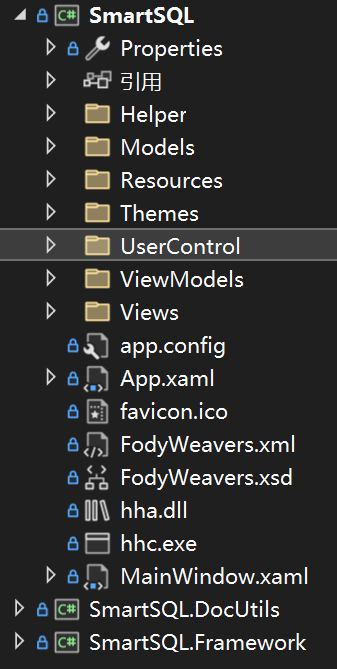 SmartSQL
Properties
引用
Helper
Models
Resources
Themes
UserControl
ViewModels
Views
app.config
App.xaml
favicon.ico
FodyWeavers.xml
FodyWeavers.xsd
hha.dll
hhc.exe
MainWindow.xaml
SmartSQL.DocUtils
SmartSQL.Framework